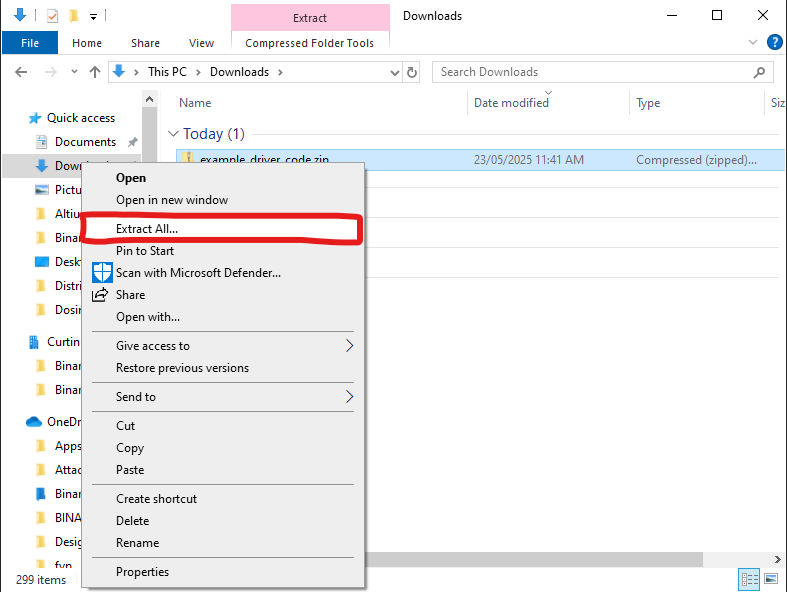 Extract
Downloads
File
Home
Share
View
Compressed Folder Tools
This PC
Downloads
Search Downloads
Name
Date modified
Type
Siz
Quick access
Documents
Today (1)
example_driver_code.zip
23/05/2025 11:41 AM
Compressed (zipped)...
Dow
Pictu
Altiu
Binar
Deskt
Distri
Dosir
Curtin
Binar
Binar
OneDr
Apps
Attac
Binar
BINA
Desig
fyp
Open
Open in new window
Extract All...
Pin to Start
Scan with Microsoft Defender...
Share
Open with...
Give access to
Restore previous versions
Send to
Cut
Copy
Paste
Create shortcut
Delete
Rename
Properties
299 items